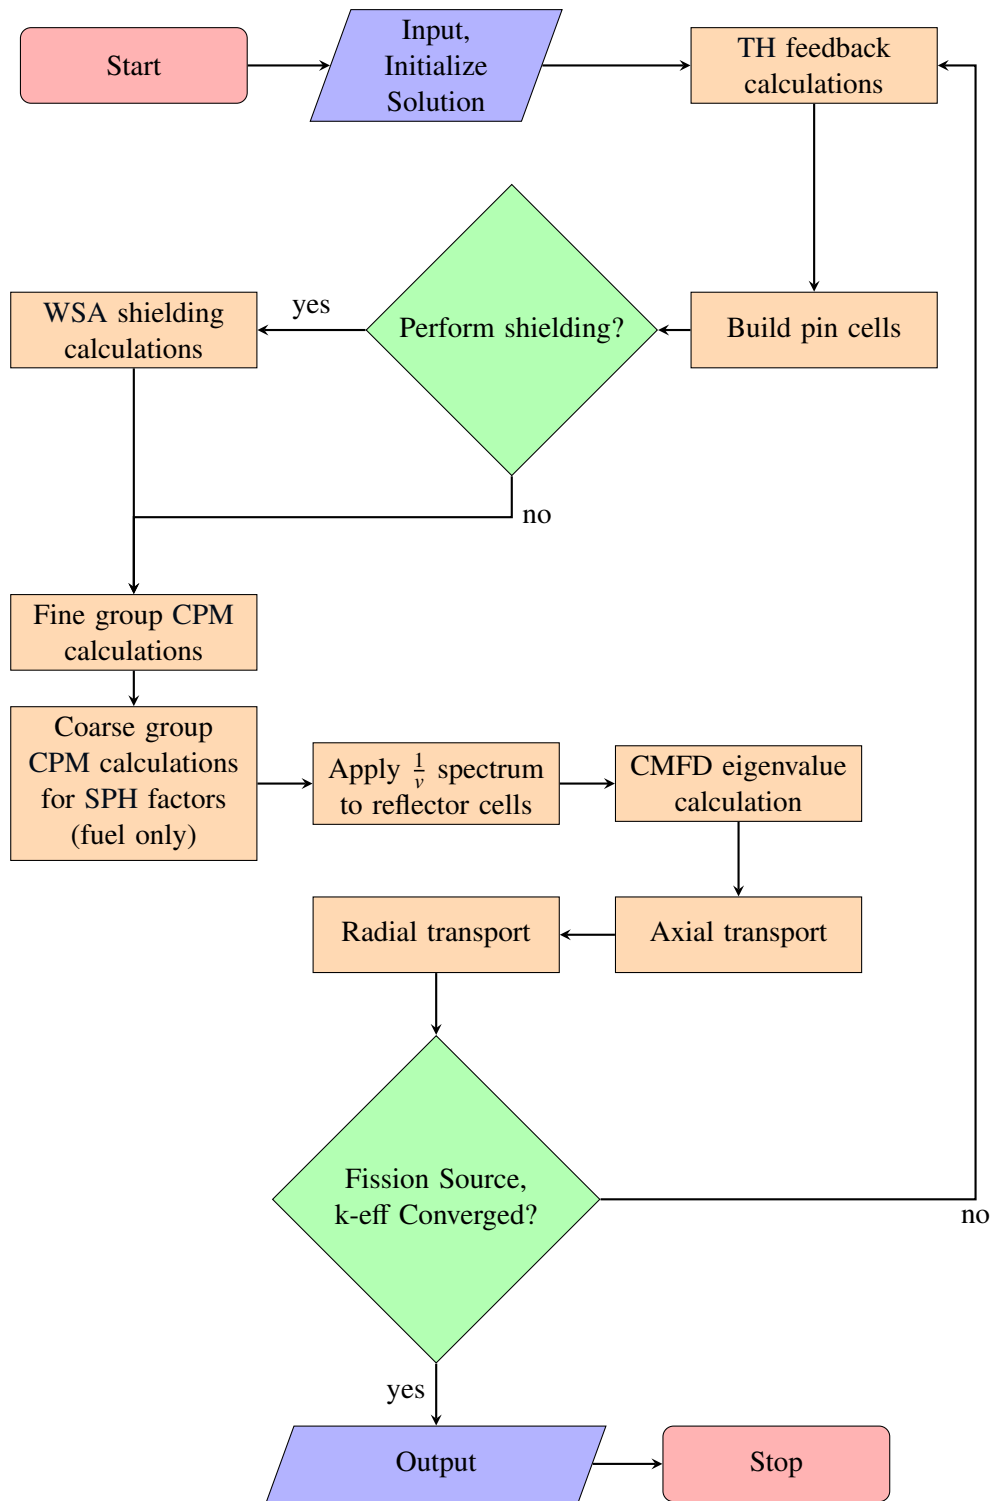 Start
Input,
Initialize
Solution
TH feedback
calculations
WSA shielding
calculations
yes
Perform shielding?
Build pin cells
no
Fine group CPM
calculations
Coarse group
CPM calculations
for SPH factors
(fuel only)
Apply 1/v spectrum
to reflector cells
CMFD eigenvalue
calculation
Radial transport
Axial transport
Fission Source,
k-eff Converged?
no
yes
Output
Stop